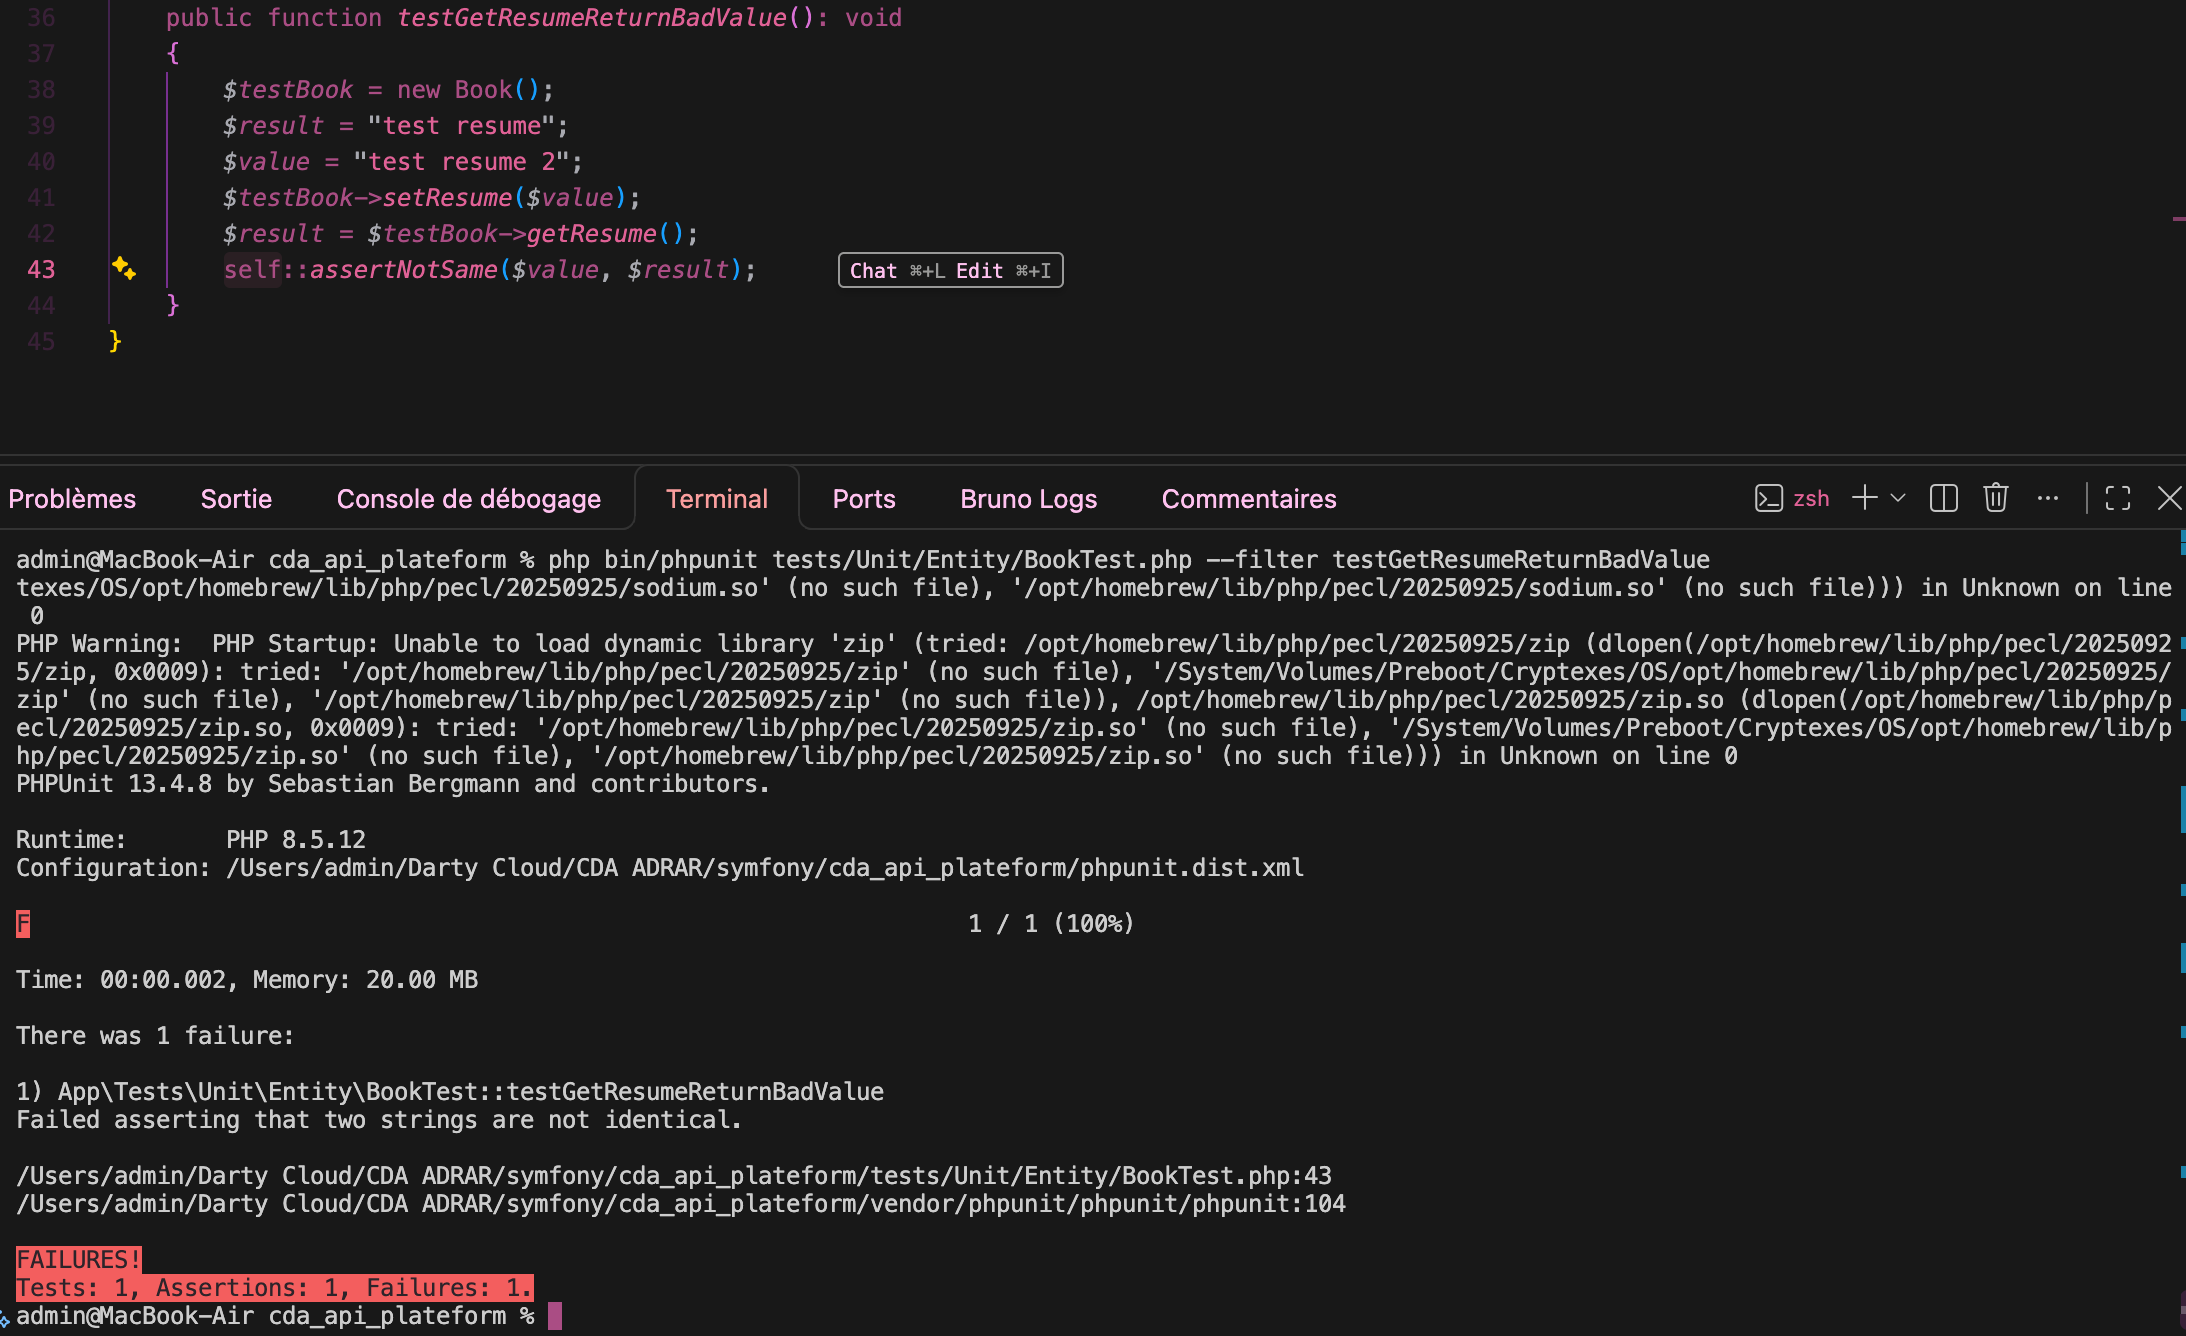 36 public function testGetResumeReturnBadValue(): void
37 {
38 $testBook = new Book();
39 $result = "test resume";
40 $value = "test resume 2";
41 $testBook->setResume($value);
42 $result = $testBook->getResume();
43 self::assertNotSame($value, $result); Chat ⌘+L Edit ⌘+I
44 }
45 }
Problèmes Sortie Console de débogage Terminal Ports Bruno Logs Commentaires zsh
admin@MacBook-Air cda_api_plateform % php bin/phpunit tests/Unit/Entity/BookTest.php --filter testGetResumeReturnBadValue
texes/OS/opt/homebrew/lib/php/pecl/20250925/sodium.so' (no such file), '/opt/homebrew/lib/php/pecl/20250925/sodium.so' (no such file))) in Unknown on line
0
PHP Warning:  PHP Startup: Unable to load dynamic library 'zip' (tried: /opt/homebrew/lib/php/pecl/20250925/zip (dlopen(/opt/homebrew/lib/php/pecl/2025092
5/zip, 0x0009): tried: '/opt/homebrew/lib/php/pecl/20250925/zip' (no such file), '/System/Volumes/Preboot/Cryptexes/OS/opt/homebrew/lib/php/pecl/20250925/
zip' (no such file), '/opt/homebrew/lib/php/pecl/20250925/zip' (no such file)), /opt/homebrew/lib/php/pecl/20250925/zip.so (dlopen(/opt/homebrew/lib/php/p
ecl/20250925/zip.so, 0x0009): tried: '/opt/homebrew/lib/php/pecl/20250925/zip.so' (no such file), '/System/Volumes/Preboot/Cryptexes/OS/opt/homebrew/lib/p
hp/pecl/20250925/zip.so' (no such file), '/opt/homebrew/lib/php/pecl/20250925/zip.so' (no such file))) in Unknown on line 0
PHPUnit 13.4.8 by Sebastian Bergmann and contributors.
Runtime:       PHP 8.5.12
Configuration: /Users/admin/Darty Cloud/CDA ADRAR/symfony/cda_api_plateform/phpunit.dist.xml
F 1 / 1 (100%)
Time: 00:00.002, Memory: 20.00 MB
There was 1 failure:
1) App\Tests\Unit\Entity\BookTest::testGetResumeReturnBadValue
Failed asserting that two strings are not identical.
/Users/admin/Darty Cloud/CDA ADRAR/symfony/cda_api_plateform/tests/Unit/Entity/BookTest.php:43
/Users/admin/Darty Cloud/CDA ADRAR/symfony/cda_api_plateform/vendor/phpunit/phpunit/phpunit:104
FAILURES!
Tests: 1, Assertions: 1, Failures: 1.
admin@MacBook-Air cda_api_plateform %